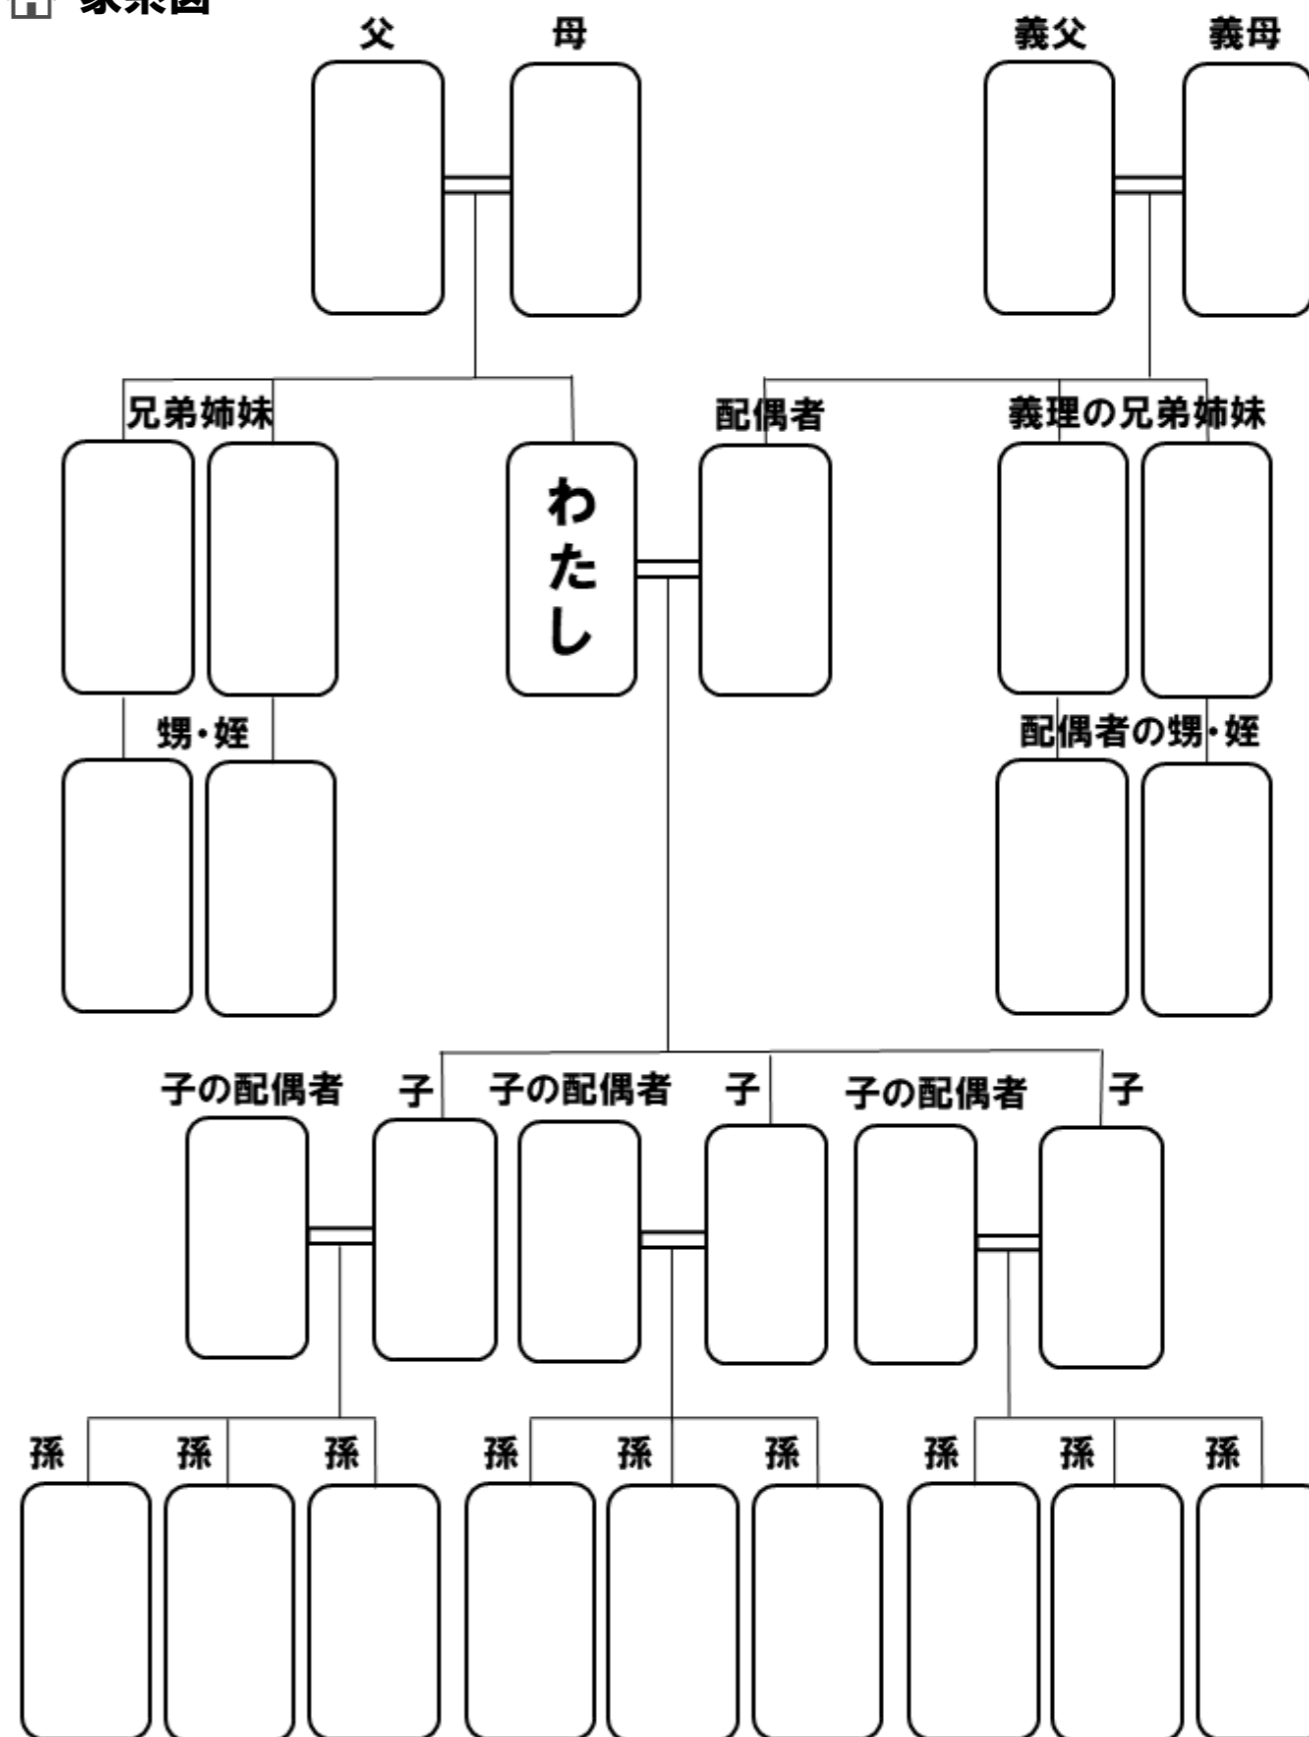 家系図
父 母 義父 義母
兄弟姉妹 配偶者 義理の兄弟姉妹
わたし
甥・姪 配偶者の甥・姪
子の配偶者 子 子の配偶者 子 子の配偶者 子
孫 孫 孫 孫 孫 孫 孫 孫 孫